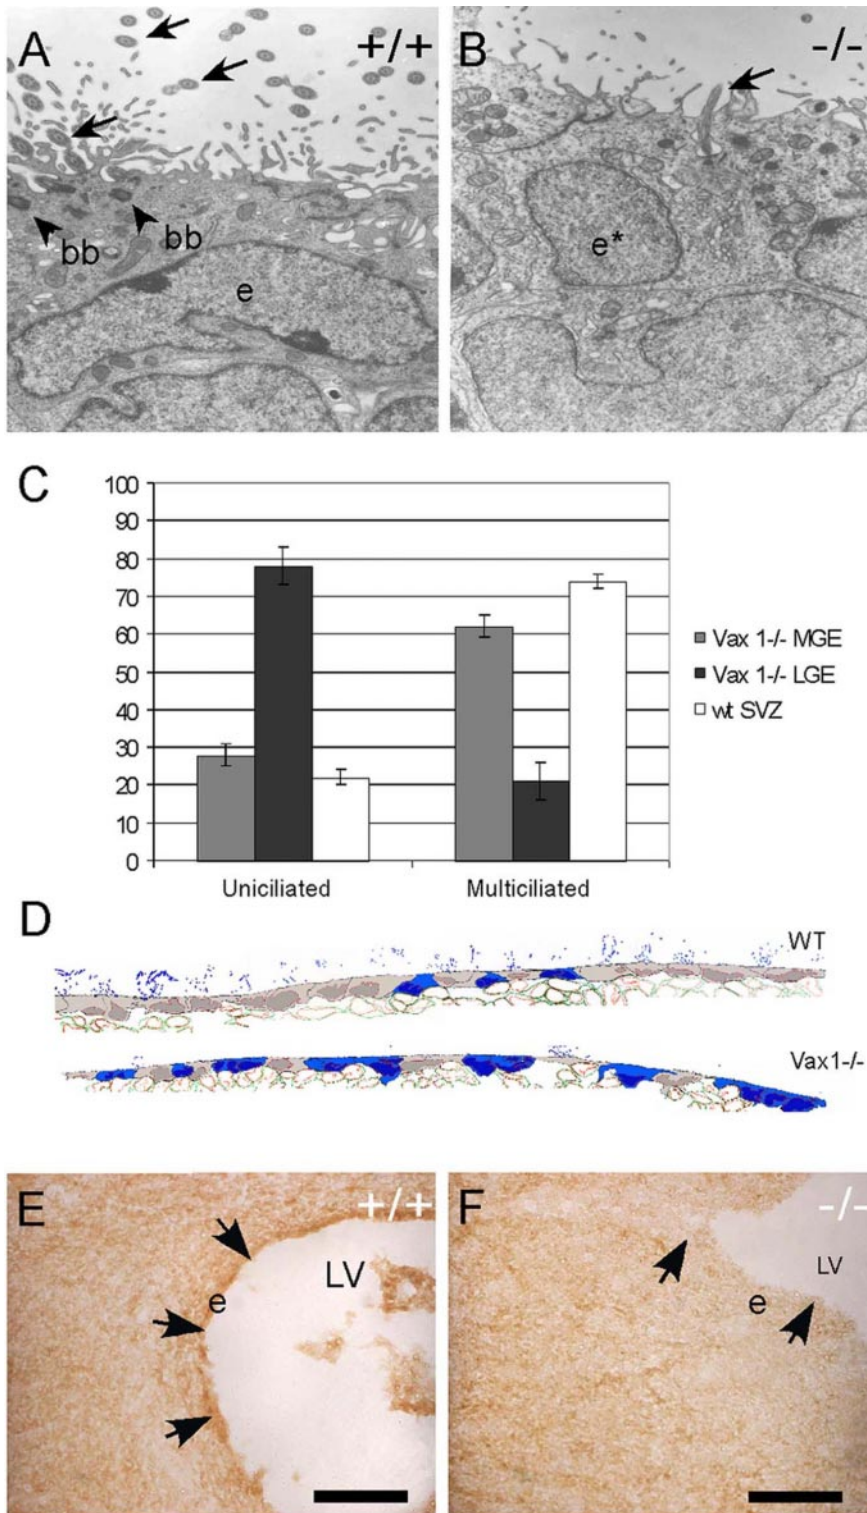 A
+/+
bb
bb
e
B
-/-
e*
C
100
90
80
70
60
50
40
30
20
10
0
Uniciliated
Multiciliated
Vax 1-/- MGE
Vax 1-/- LGE
wt SVZ
D
WT
Vax1-/-
E
+/+
LV
e
F
-/-
LV
e